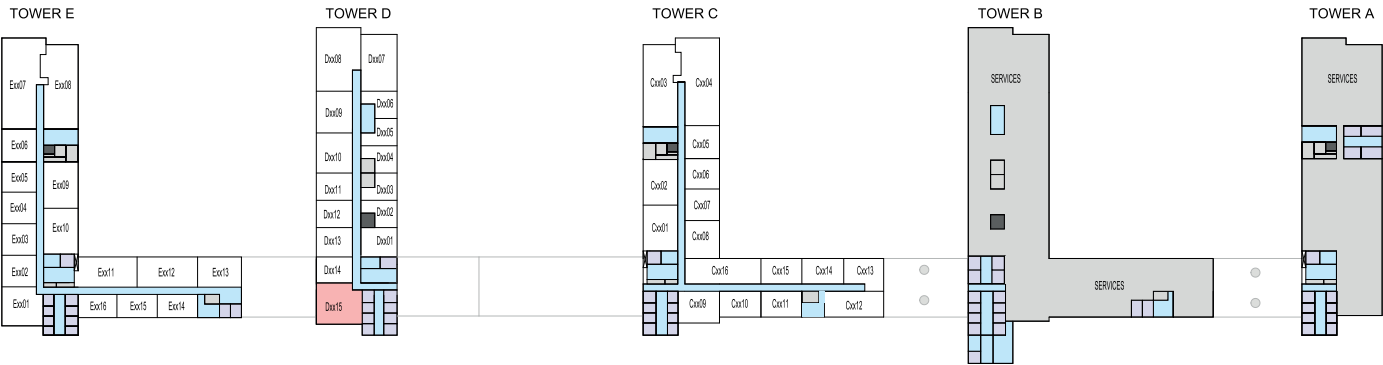 TOWER E
TOWER D
TOWER C
TOWER B
TOWER A
Exx07
Exx08
Exx06
Exx05
Exx09
Exx04
Exx10
Exx03
Exx02
Exx11
Exx12
Exx13
Exx01
Exx16
Exx15
Exx14
Dxx08
Dxx07
Dxx09
Dxx06
Dxx05
Dxx10
Dxx04
Dxx11
Dxx03
Dxx12
Dxx02
Dxx13
Dxx01
Dxx14
Dxx15
Cxx03
Cxx04
Cxx05
Cxx02
Cxx06
Cxx07
Cxx01
Cxx08
Cxx16
Cxx15
Cxx14
Cxx13
Cxx09
Cxx10
Cxx11
Cxx12
SERVICES
SERVICES
SERVICES